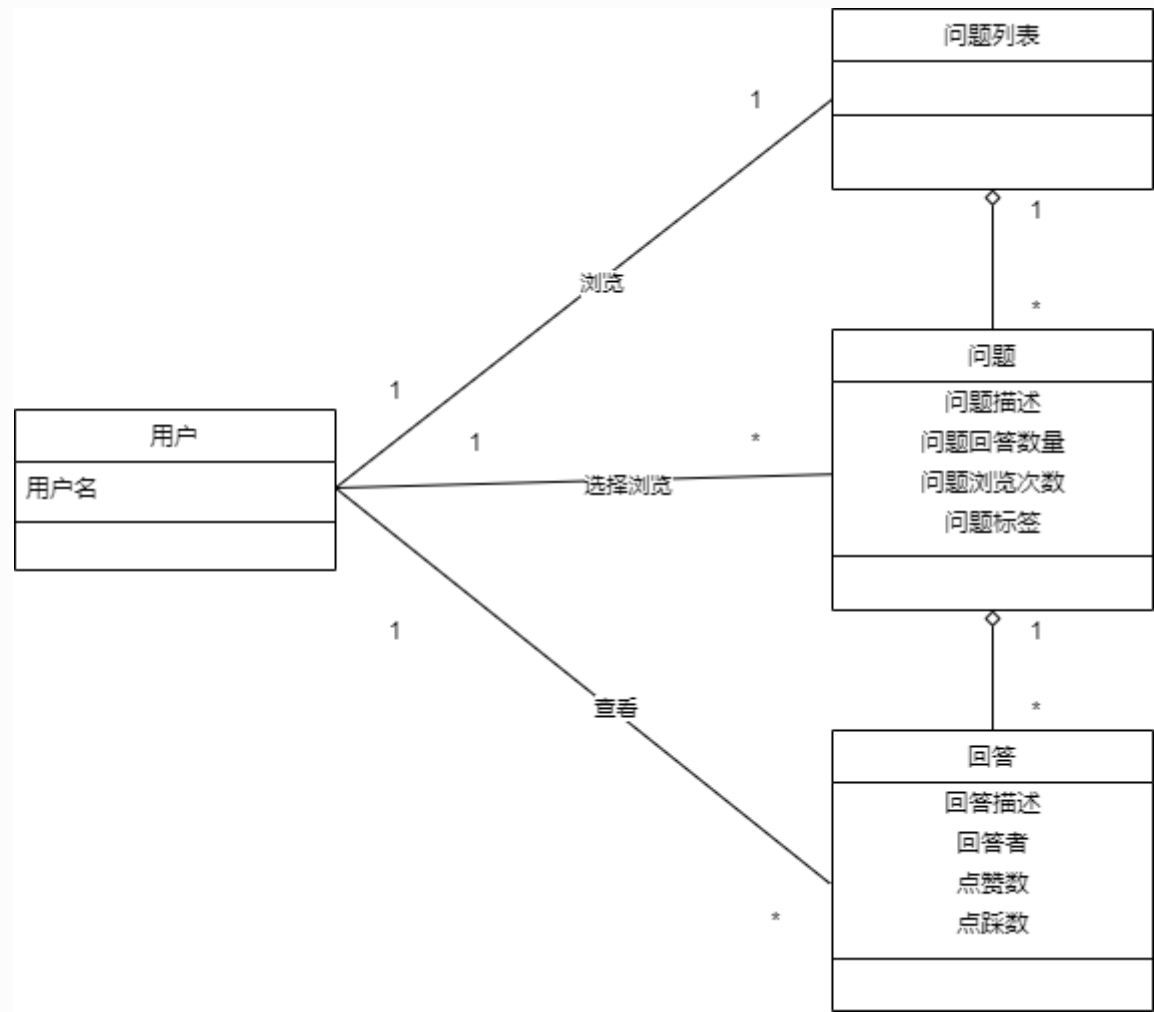 问题列表
1
1
*
浏览
1
1
*
选择浏览
用户
用户名
问题
问题描述
问题回答数量
问题浏览次数
问题标签
1
1
*
查看
*
回答
回答描述
回答者
点赞数
点踩数